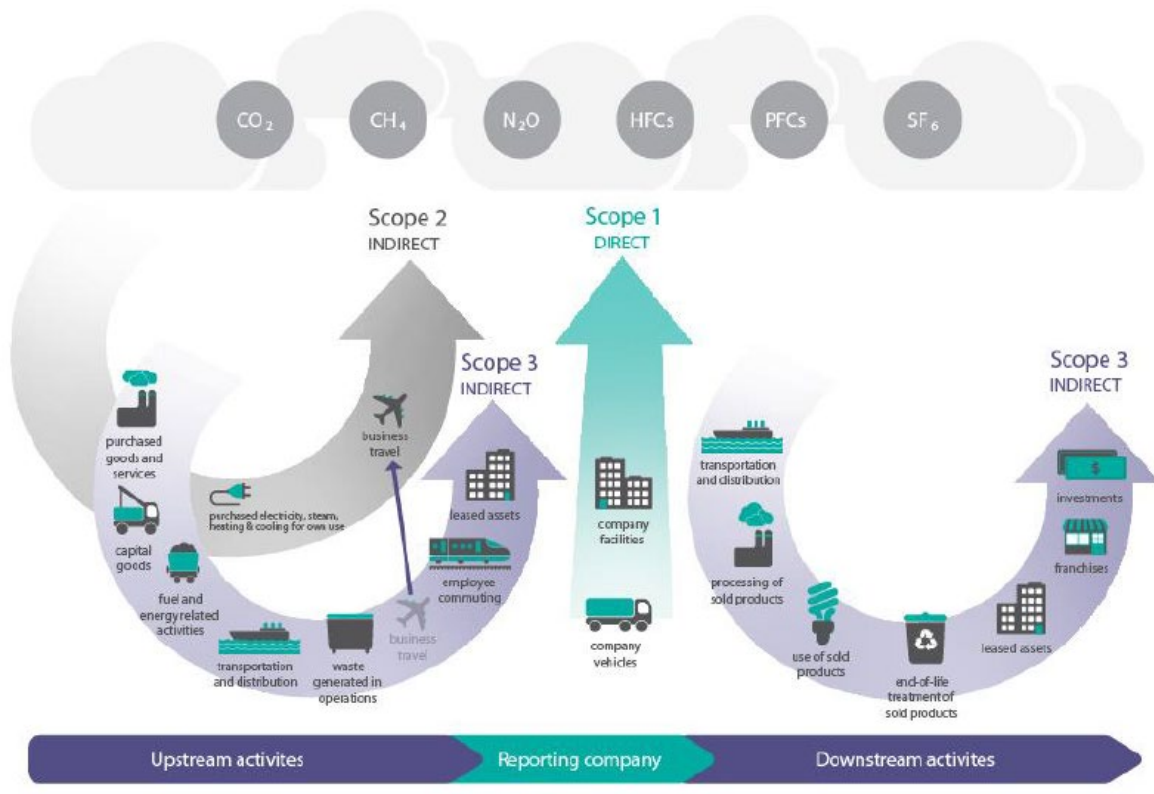 CO₂
CH₄
N₂O
HFCs
PFCs
SF₆
Scope 2
INDIRECT
Scope 1
DIRECT
Scope 3
INDIRECT
Scope 3
INDIRECT
business
travel
purchased
goods and
services
purchased electricity, steam,
heating & cooling for own use
capital
goods
fuel and
energy related
activities
transportation
and distribution
waste
generated in
operations
business
travel
employee
commuting
leased assets
company
facilities
company
vehicles
transportation
and distribution
processing of
sold products
use of sold
products
end-of-life
treatment of
sold products
leased assets
franchises
investments
$
Upstream activites
Reporting company
Downstream activites